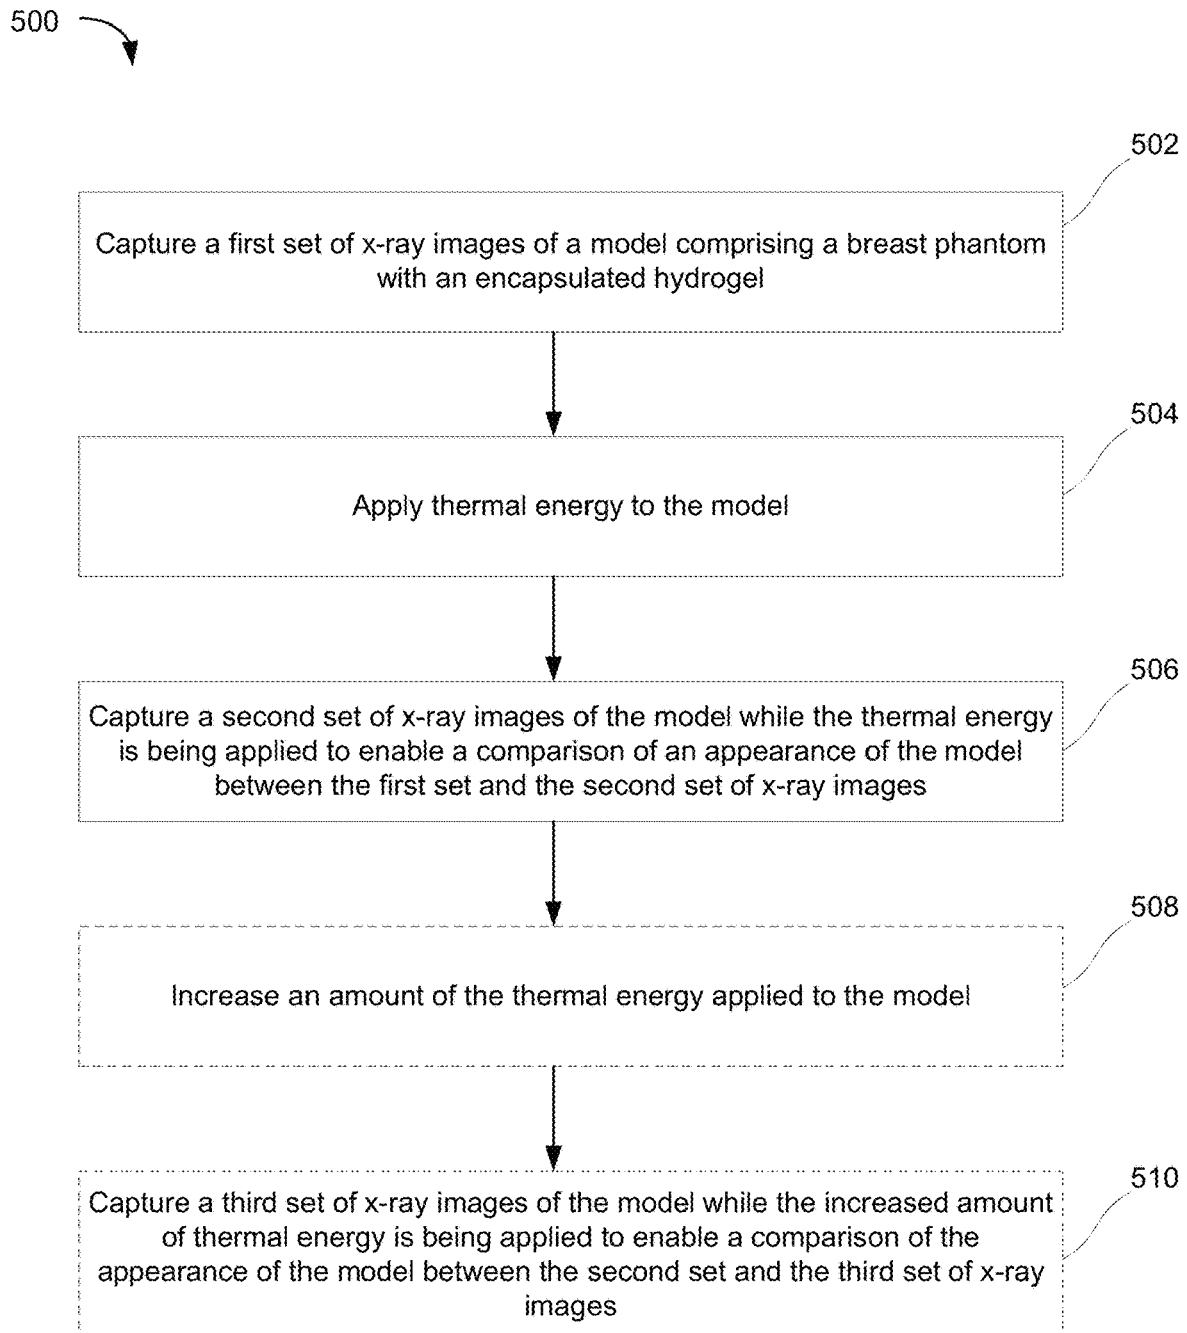 500
502
Capture a first set of x-ray images of a model comprising a breast phantom
with an encapsulated hydrogel
504
Apply thermal energy to the model
506
Capture a second set of x-ray images of the model while the thermal energy
is being applied to enable a comparison of an appearance of the model
between the first set and the second set of x-ray images
508
Increase an amount of the thermal energy applied to the model
510
Capture a third set of x-ray images of the model while the increased amount
of thermal energy is being applied to enable a comparison of the
appearance of the model between the second set and the third set of x-ray
images